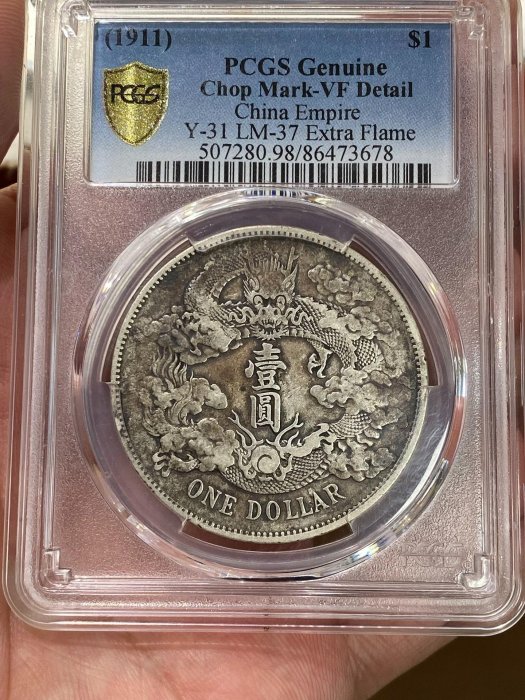 (1911) $1
PCGS Genuine
Chop Mark-VF Detail
China Empire
Y-31 LM-37 Extra Flame
507280.98/86473678
PCGS
壹
圓
ONE DOLLAR